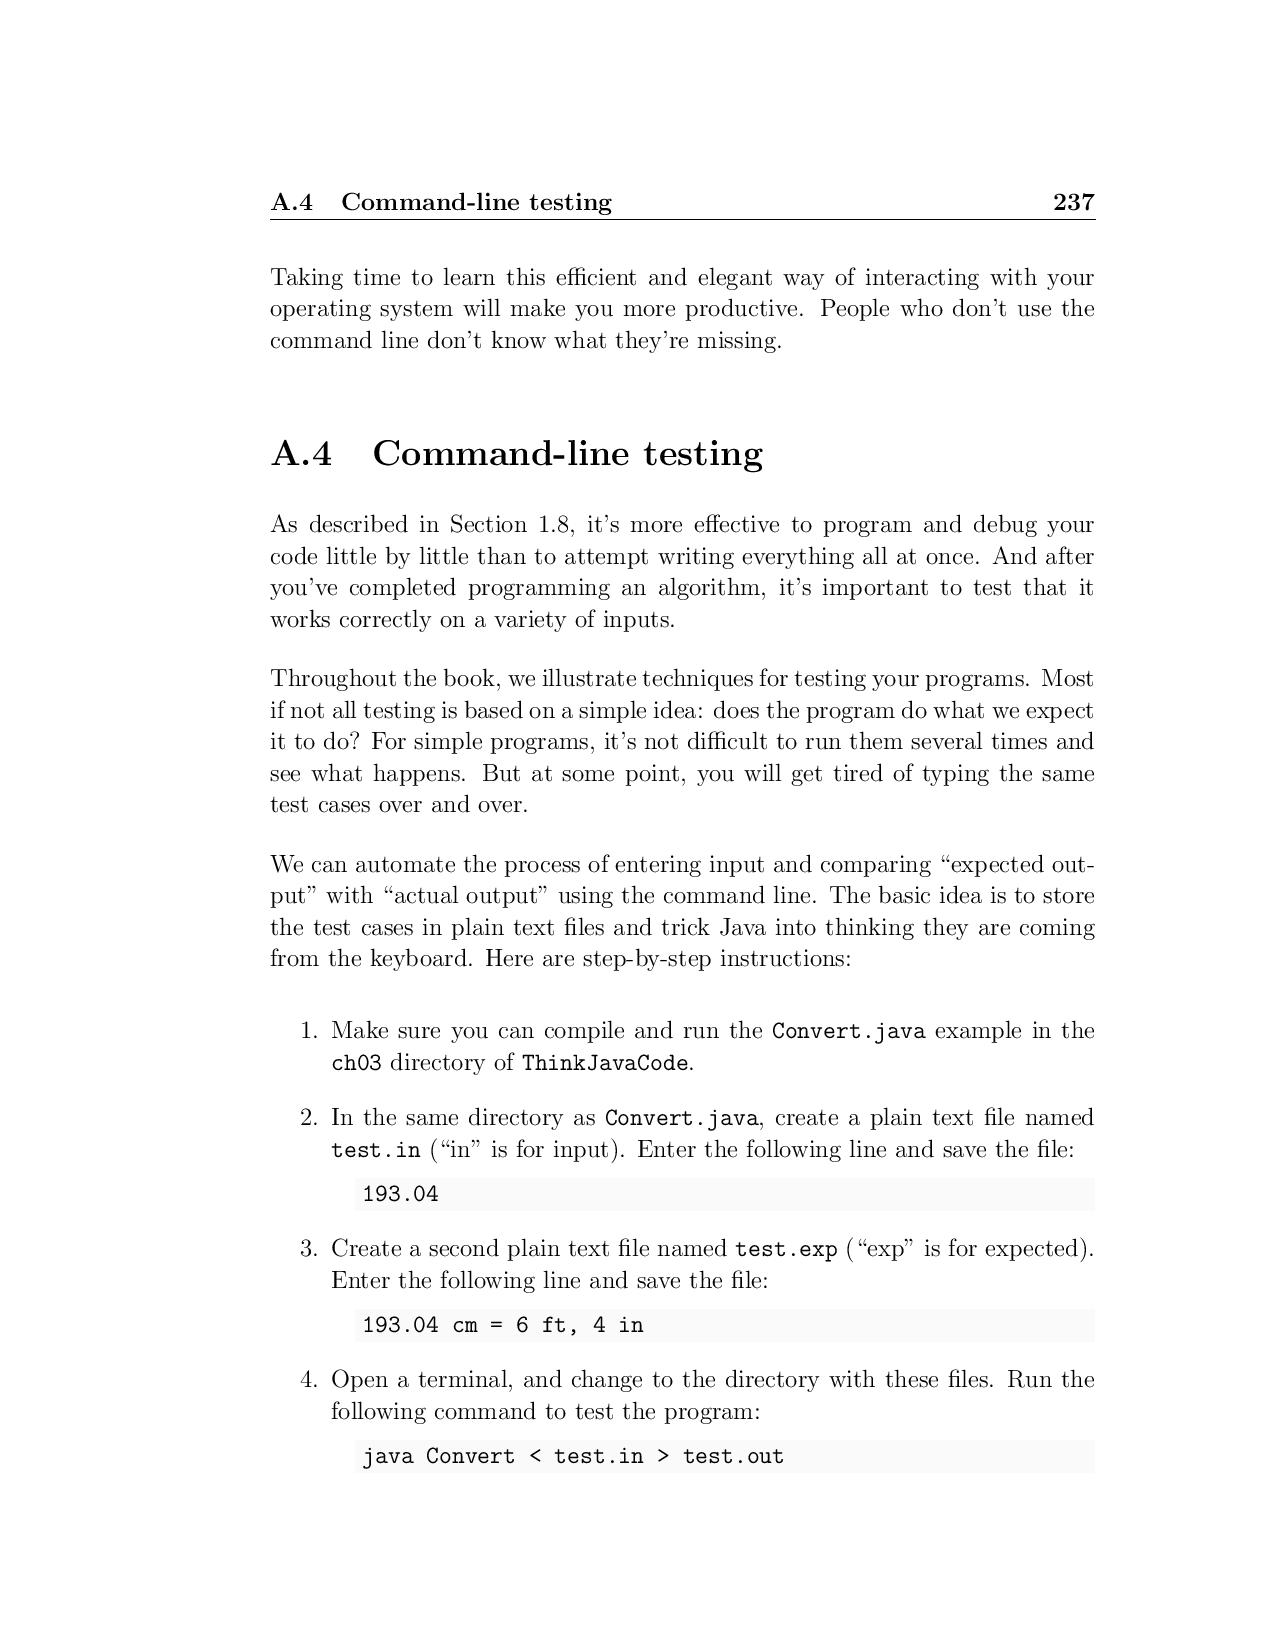 A.4 Command-line testing 237
Taking time to learn this efficient and elegant way of interacting with your
operating system will make you more productive. People who don't use the
command line don't know what they're missing.
A.4 Command-line testing
As described in Section 1.8, it's more effective to program and debug your
code little by little than to attempt writing everything all at once. And after
you've completed programming an algorithm, it's important to test that it
works correctly on a variety of inputs.
Throughout the book, we illustrate techniques for testing your programs. Most
if not all testing is based on a simple idea: does the program do what we expect
it to do? For simple programs, it's not difficult to run them several times and
see what happens. But at some point, you will get tired of typing the same
test cases over and over.
We can automate the process of entering input and comparing “expected out-
put” with “actual output” using the command line. The basic idea is to store
the test cases in plain text files and trick Java into thinking they are coming
from the keyboard. Here are step-by-step instructions:
1. Make sure you can compile and run the Convert.java example in the
ch03 directory of ThinkJavaCode.
2. In the same directory as Convert.java, create a plain text file named
test.in (“in” is for input). Enter the following line and save the file:
193.04
3. Create a second plain text file named test.exp (“exp” is for expected).
Enter the following line and save the file:
193.04 cm = 6 ft, 4 in
4. Open a terminal, and change to the directory with these files. Run the
following command to test the program:
java Convert < test.in > test.out